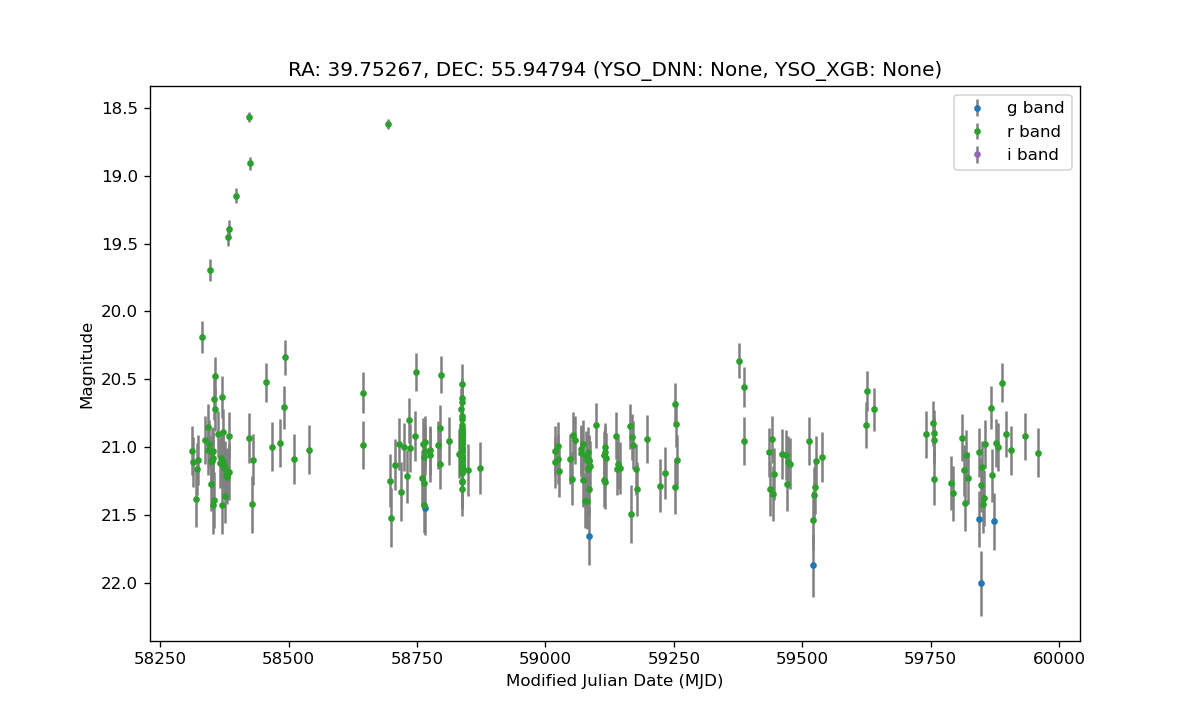 RA: 39.75267, DEC: 55.94794 (YSO_DNN: None, YSO_XGB: None)
g band
r band
i band
18.5
19.0
19.5
20.0
20.5
21.0
21.5
22.0
Magnitude
58250 58500 58750 59000 59250 59500 59750 60000
Modified Julian Date (MJD)